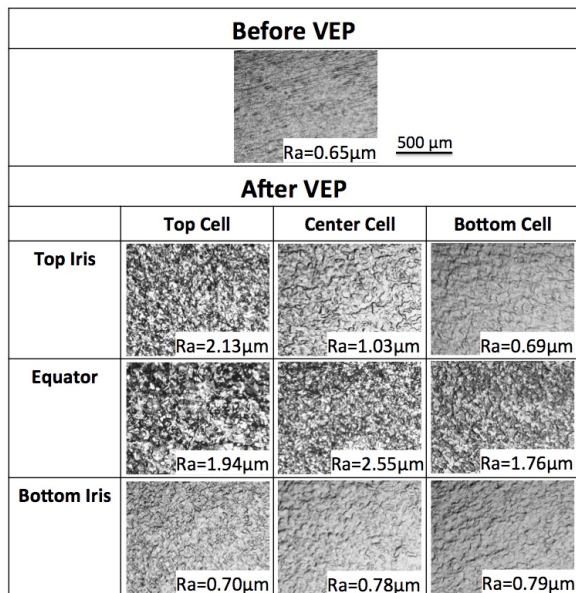 Before VEP
Ra=0.65μm
500 μm
After VEP
Top Cell Center Cell Bottom Cell
Top Iris
Ra=2.13μm Ra=1.03μm Ra=0.69μm
Equator
Ra=1.94μm Ra=2.55μm Ra=1.76μm
Bottom Iris
Ra=0.70μm Ra=0.78μm Ra=0.79μm